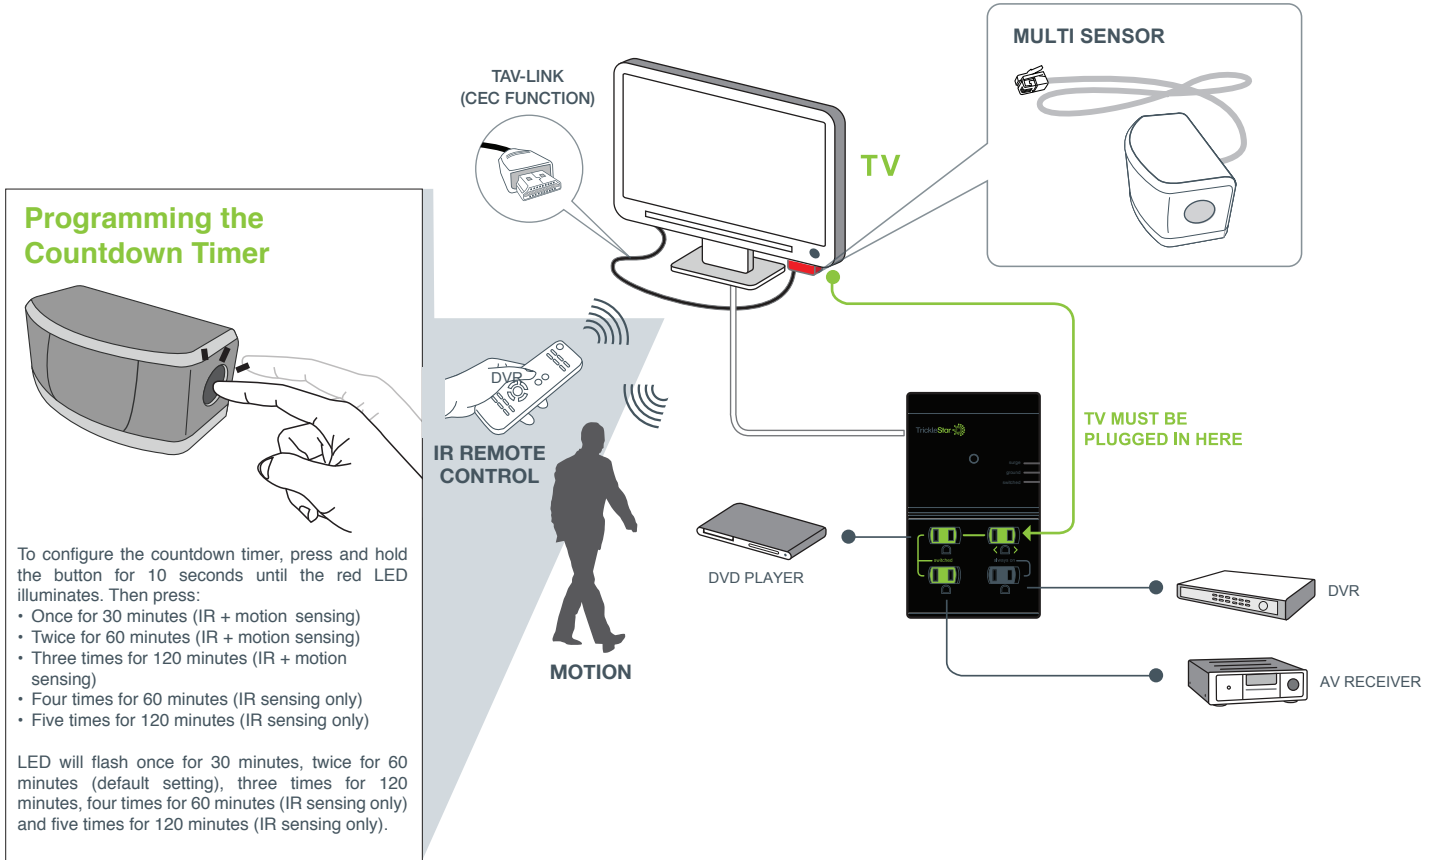 MULTI SENSOR
TAV-LINK
(CEC FUNCTION)
TV
Programming the
Countdown Timer
DVR
IR REMOTE
CONTROL
MOTION
TrickleStar
surge
ground
switched
TV MUST BE
PLUGGED IN HERE
switched
always on
DVD PLAYER
DVR
AV RECEIVER
To configure the countdown timer, press and hold
the button for 10 seconds until the red LED
illuminates. Then press:
• Once for 30 minutes (IR + motion sensing)
• Twice for 60 minutes (IR + motion sensing)
• Three times for 120 minutes (IR + motion
sensing)
• Four times for 60 minutes (IR sensing only)
• Five times for 120 minutes (IR sensing only)
LED will flash once for 30 minutes, twice for 60
minutes (default setting), three times for 120
minutes, four times for 60 minutes (IR sensing only)
and five times for 120 minutes (IR sensing only).